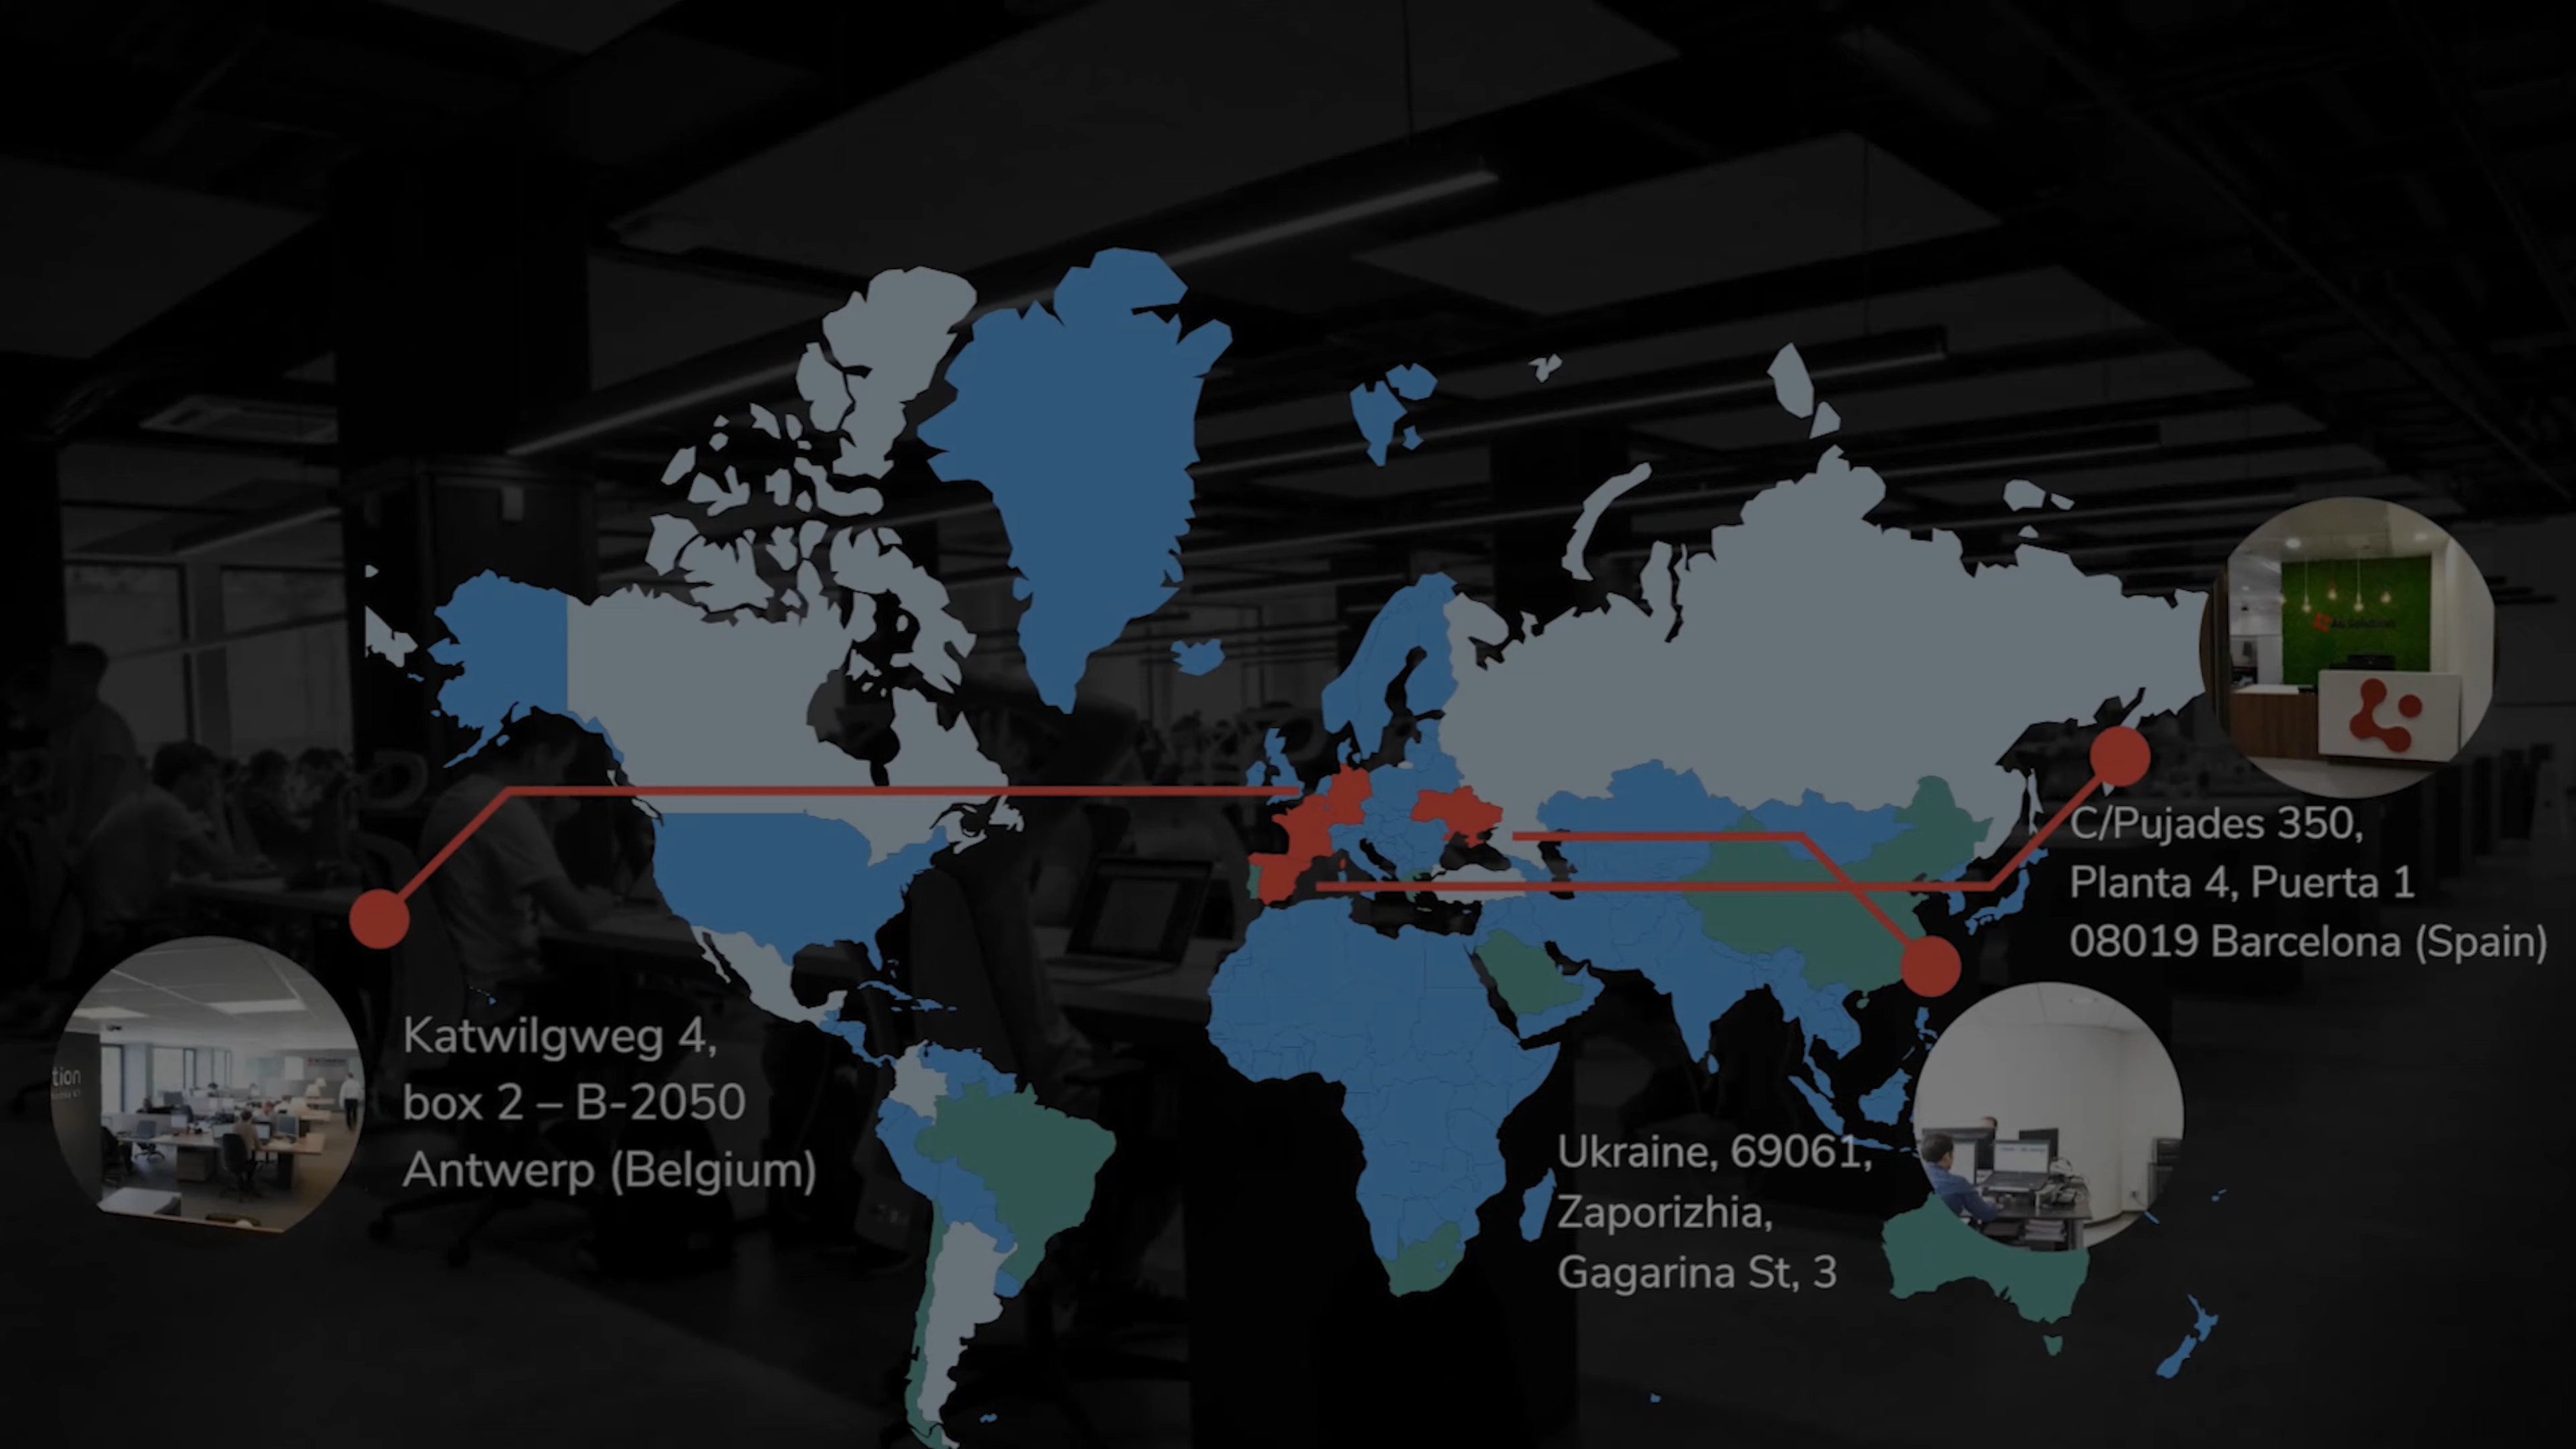 C/Pujades 350,
Planta 4, Puerta 1
08019 Barcelona (Spain)
Katwilgweg 4,
box 2 – B-2050
Antwerp (Belgium)
Ukraine, 69061,
Zaporizhia,
Gagarina St, 3
tion